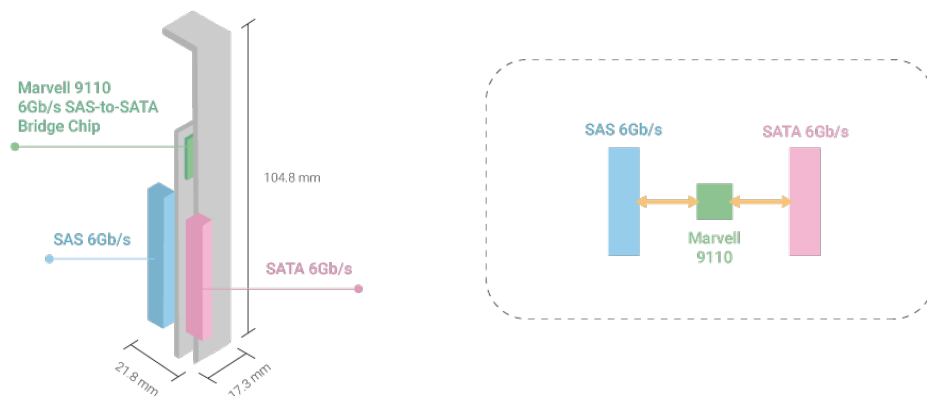 Marvell 9110
6Gb/s SAS-to-SATA
Bridge Chip
104.8 mm
SAS 6Gb/s
SATA 6Gb/s
21.8 mm
17.3 mm
SAS 6Gb/s
SATA 6Gb/s
Marvell
9110